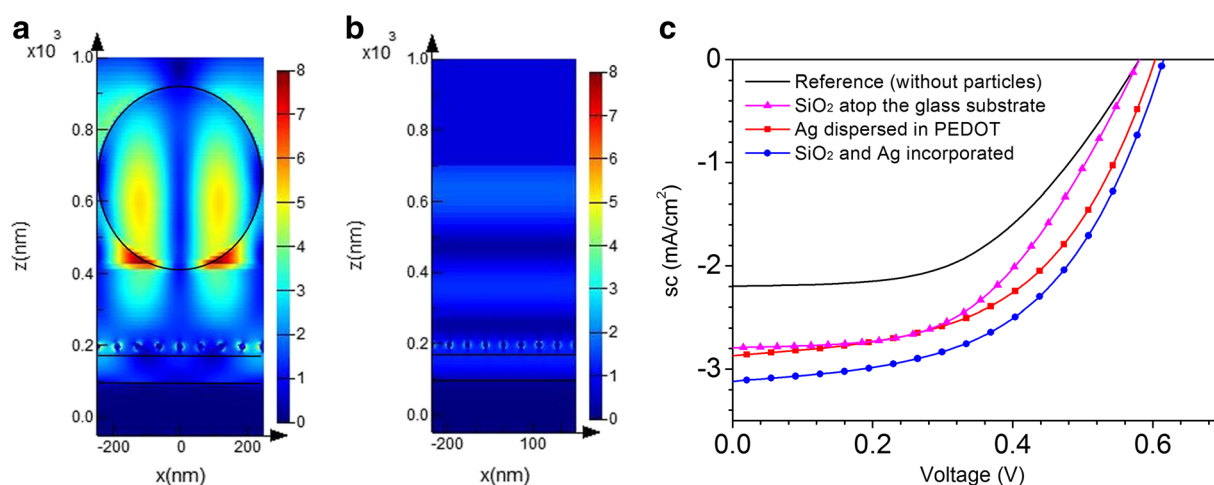 a
x10³
1.0
0.8
0.6
0.4
0.2
0.0
z(nm)
-200
0
200
x(nm)
8
7
6
5
4
3
2
1
0
b
x10³
1.0
0.8
0.6
0.4
0.2
0.0
z(nm)
-200
100
x(nm)
8
7
6
5
4
3
2
1
0
c
0
-1
-2
-3
sc (mA/cm²)
Reference (without particles)
SiO₂ atop the glass substrate
Ag dispersed in PEDOT
SiO₂ and Ag incorporated
0.0
0.2
0.4
0.6
Voltage (V)